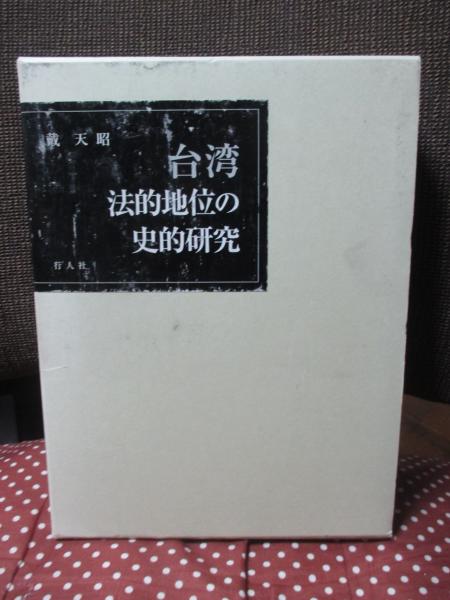 戴天昭
台湾
法的地位の
史的研究
行人社